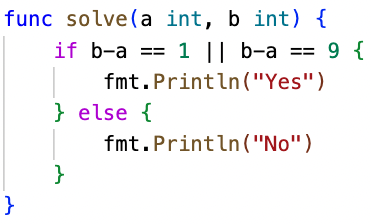 func solve(a int, b int) {
    if b-a == 1 || b-a == 9 {
        fmt.Println("Yes")
    } else {
        fmt.Println("No")
    }
}